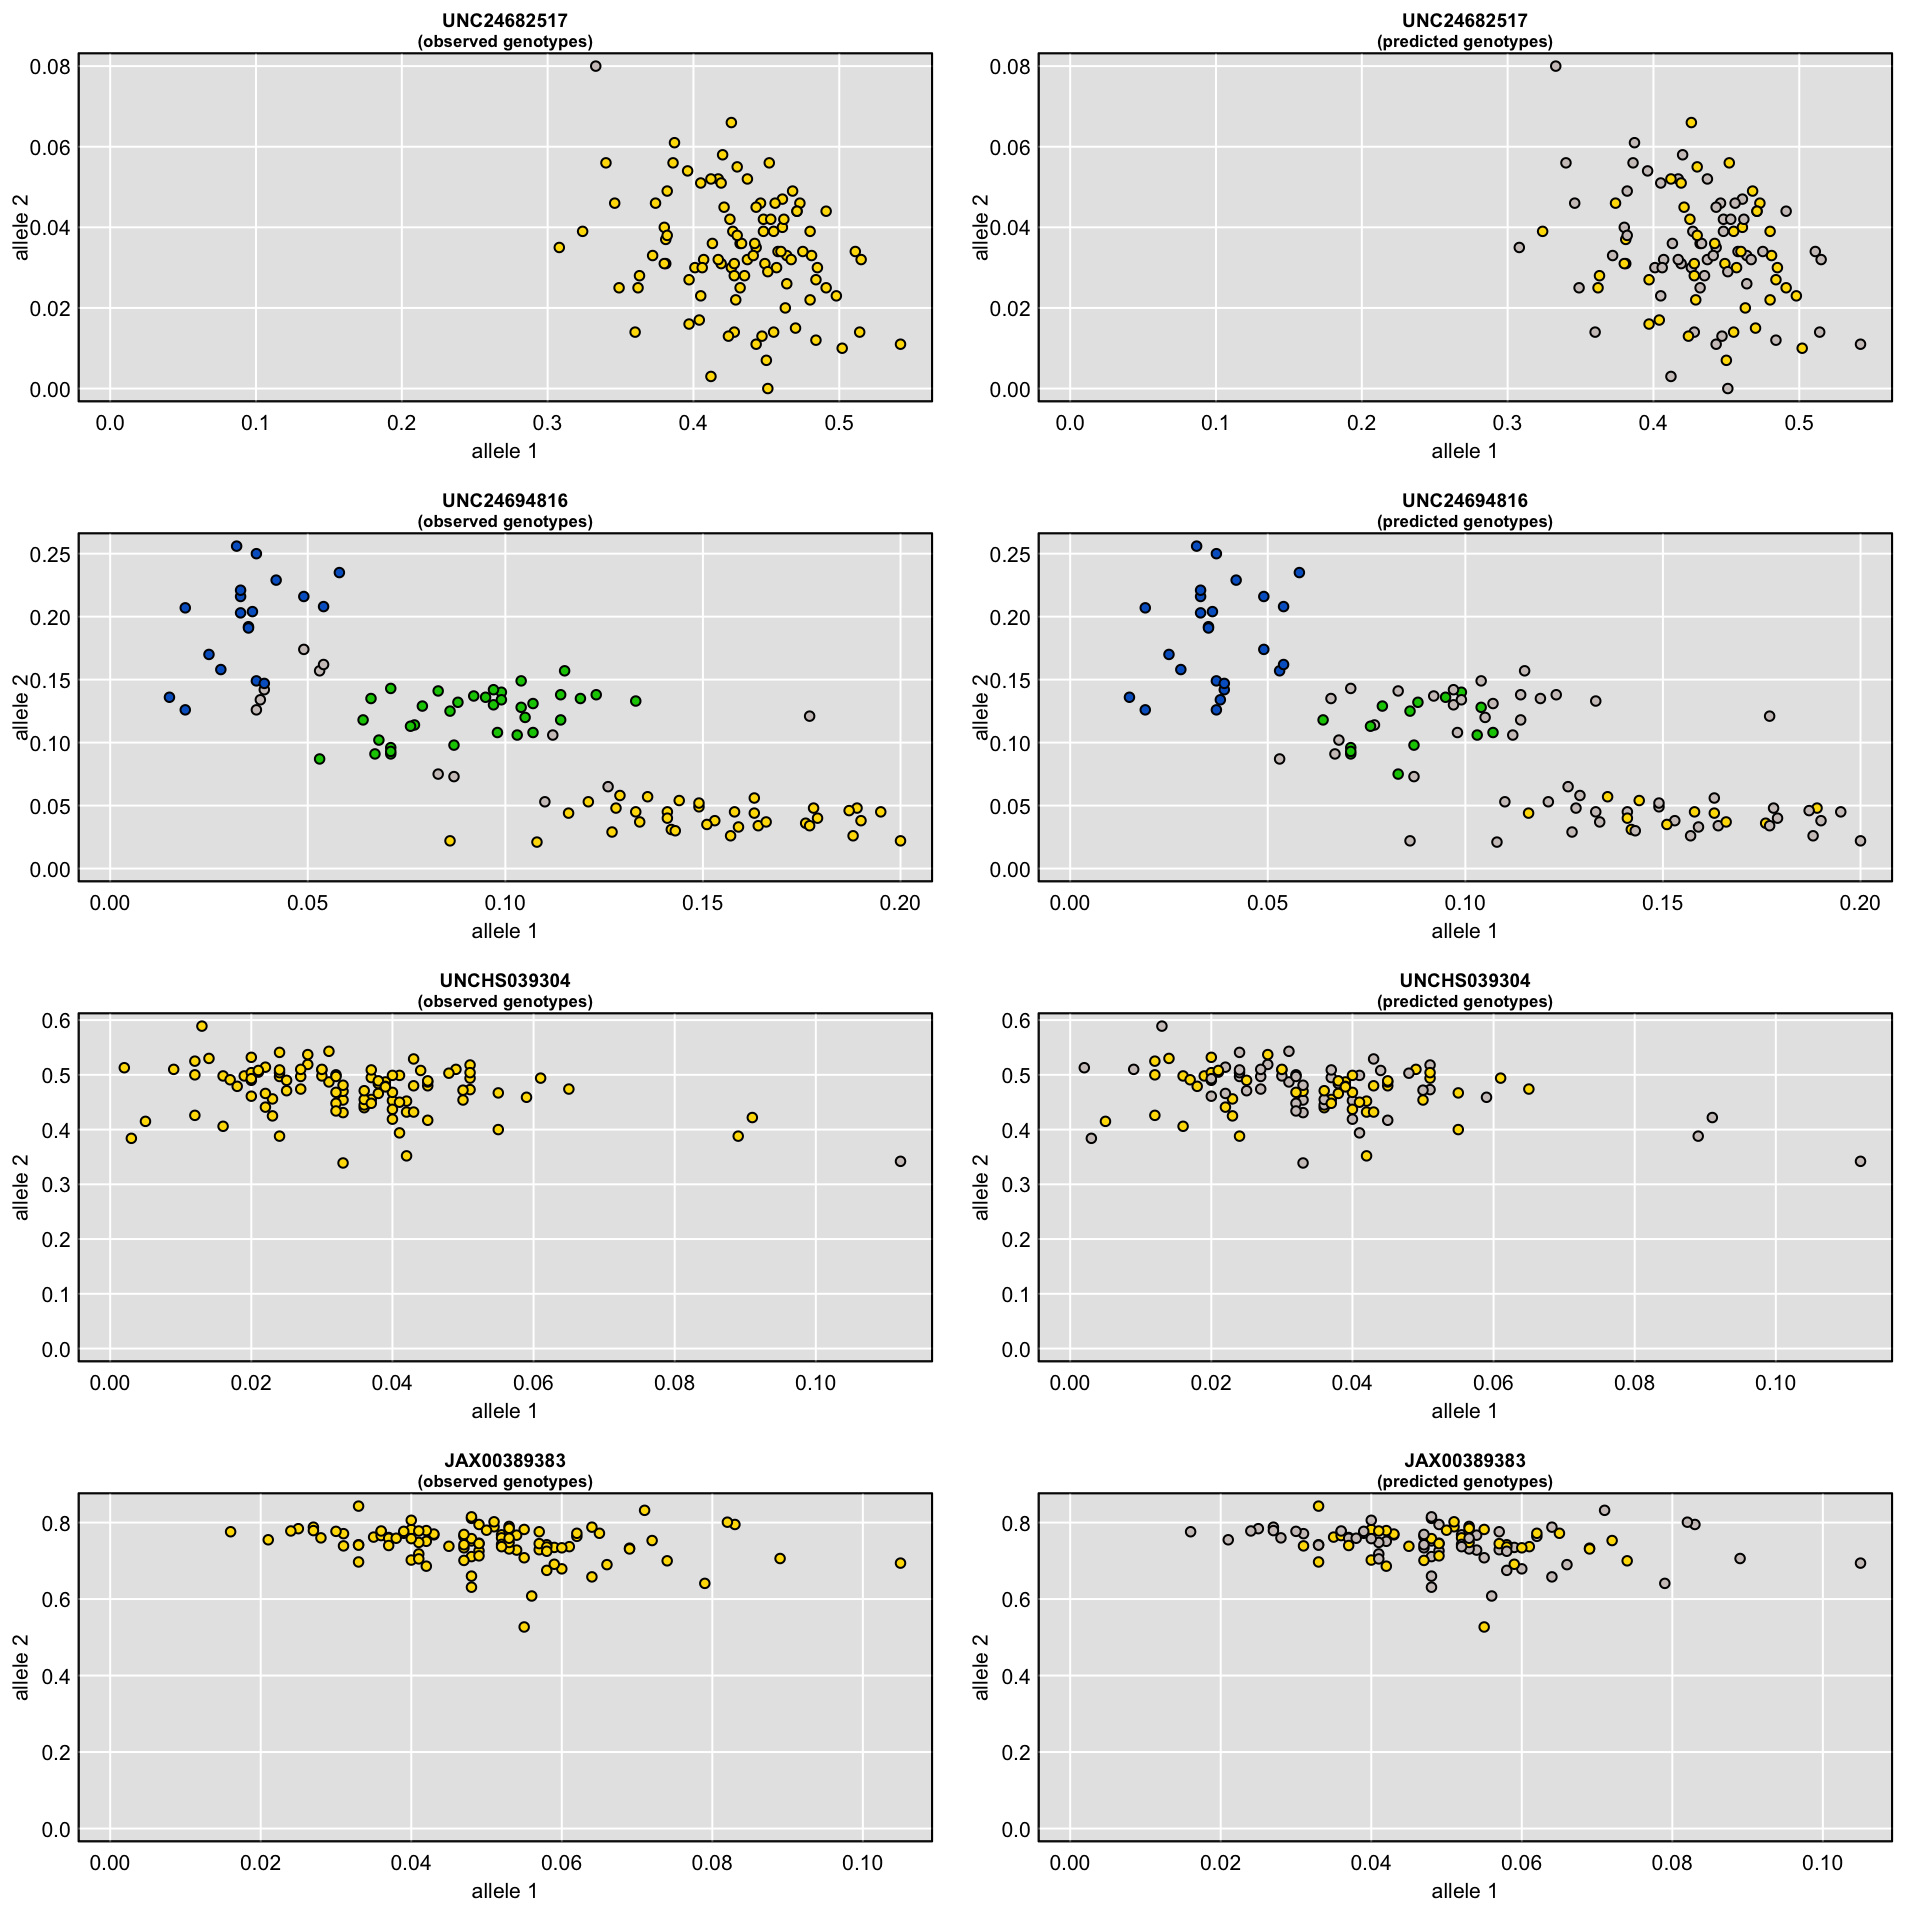 UNC24682517
(observed genotypes)
allele 2
0.08
0.06
0.04
0.02
0.00
0.0 0.1 0.2 0.3 0.4 0.5
allele 1
UNC24682517
(predicted genotypes)
allele 2
0.08
0.06
0.04
0.02
0.00
0.0 0.1 0.2 0.3 0.4 0.5
allele 1
UNC24694816
(observed genotypes)
allele 2
0.25
0.20
0.15
0.10
0.05
0.00
0.00 0.05 0.10 0.15 0.20
allele 1
UNC24694816
(predicted genotypes)
allele 2
0.25
0.20
0.15
0.10
0.05
0.00
0.00 0.05 0.10 0.15 0.20
allele 1
UNCHS039304
(observed genotypes)
allele 2
0.6
0.5
0.4
0.3
0.2
0.1
0.0
0.00 0.02 0.04 0.06 0.08 0.10
allele 1
UNCHS039304
(predicted genotypes)
allele 2
0.6
0.5
0.4
0.3
0.2
0.1
0.0
0.00 0.02 0.04 0.06 0.08 0.10
allele 1
JAX00389383
(observed genotypes)
allele 2
0.8
0.6
0.4
0.2
0.0
0.00 0.02 0.04 0.06 0.08 0.10
allele 1
JAX00389383
(predicted genotypes)
allele 2
0.8
0.6
0.4
0.2
0.0
0.00 0.02 0.04 0.06 0.08 0.10
allele 1